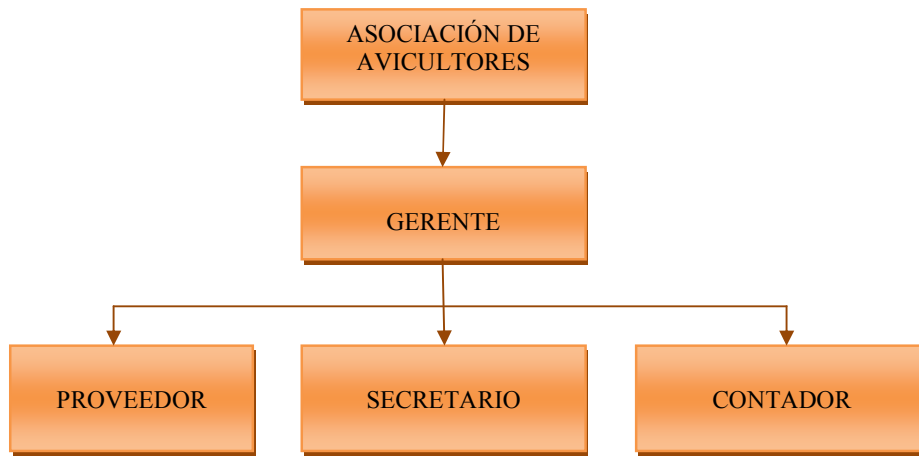 ASOCIACIÓN DE
AVICULTORES
GERENTE
PROVEEDOR
SECRETARIO
CONTADOR